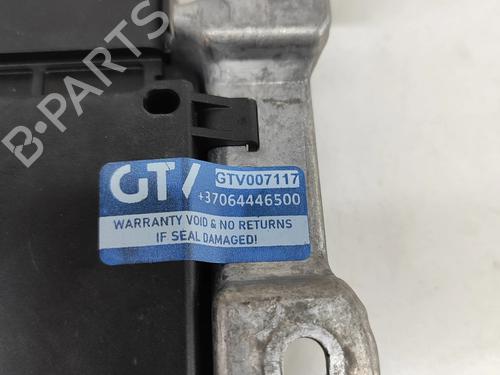 B-PARTS
GTV GTV007117
+37064446500
WARRANTY VOID & NO RETURNS
IF SEAL DAMAGED!